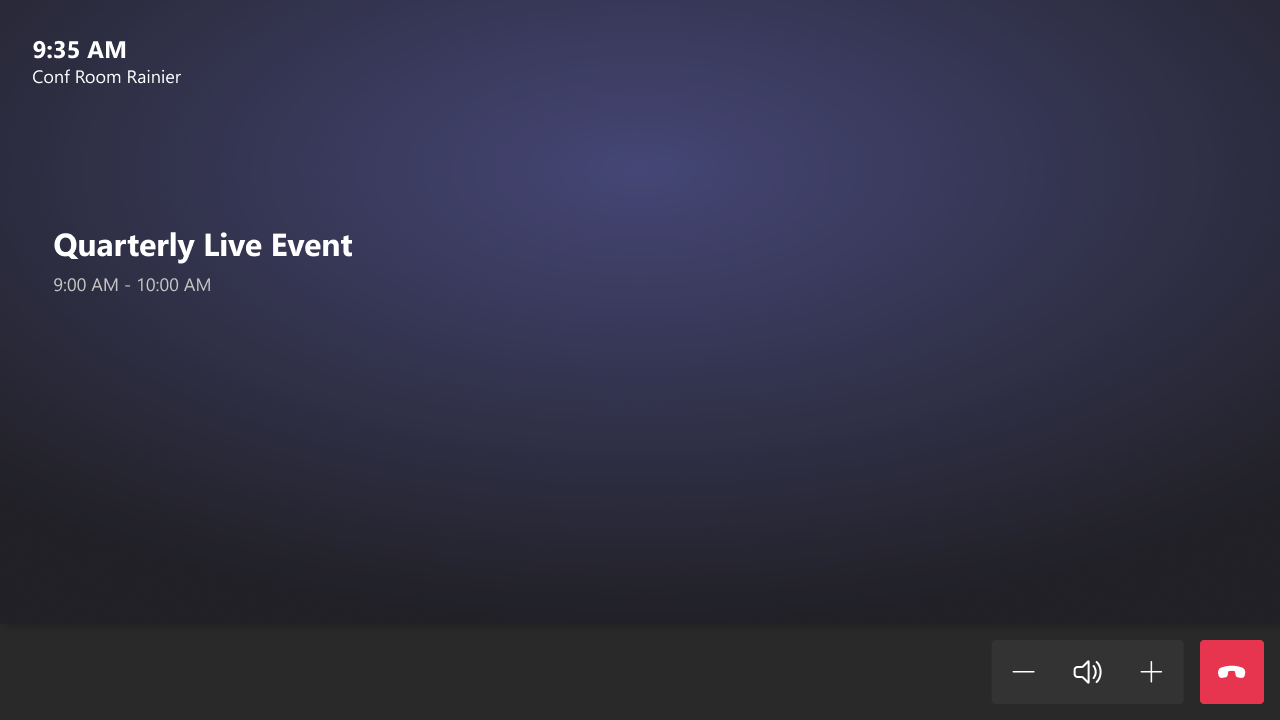 9:35 AM
Conf Room Rainier
Quarterly Live Event
9:00 AM - 10:00 AM